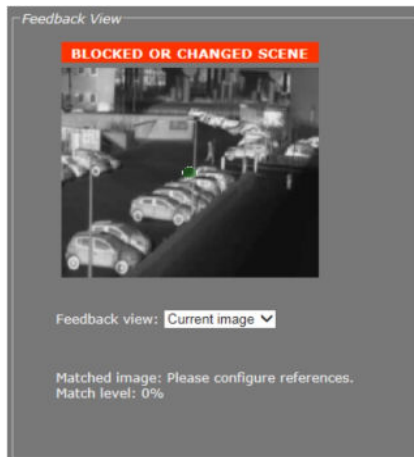 Feedback View
BLOCKED OR CHANGED SCENE
Feedback view: Current image
Matched image: Please configure references.
Match level: 0%